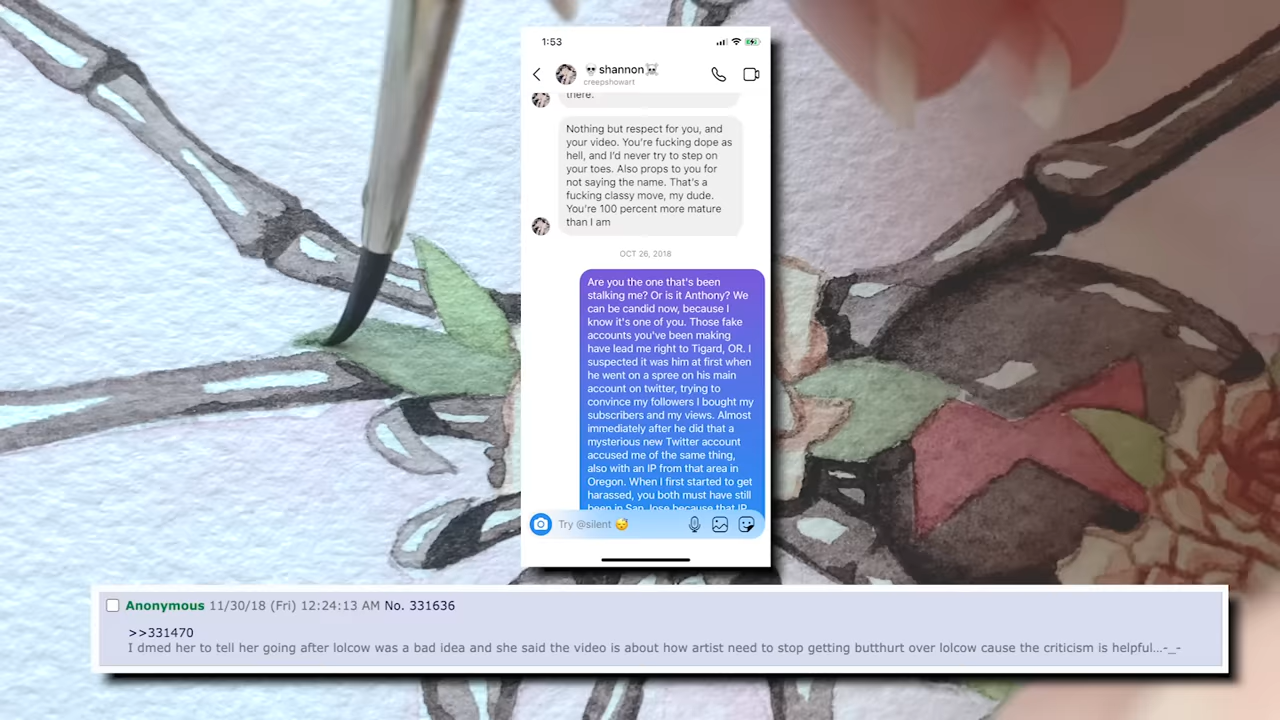 1:53
💀shannon☠️
creepshowart
there.
Nothing but respect for you, and
your video. You're fucking dope as
hell, and I'd never try to step on
your toes. Also props to you for
not saying the name. That's a
fucking classy move, my dude.
You're 100 percent more mature
than I am
OCT 26, 2018
Are you the one that's been
stalking me? Or is it Anthony? We
can be candid now, because I
know it's one of you. Those fake
accounts you've been making
have lead me right to Tigard, OR. I
suspected it was him at first when
he went on a spree on his main
account on twitter, trying to
convince my followers I bought my
subscribers and my views. Almost
immediately after he did that a
mysterious new Twitter account
accused me of the same thing,
also with an IP from that area in
Oregon. When I first started to get
harassed, you both must have still
been in San Jose because that IP
Try @silent 😴
Anonymous 11/30/18 (Fri) 12:24:13 AM No. 331636
>>331470
I dmed her to tell her going after lolcow was a bad idea and she said the video is about how artist need to stop getting butthurt over lolcow cause the criticism is helpful...-_-